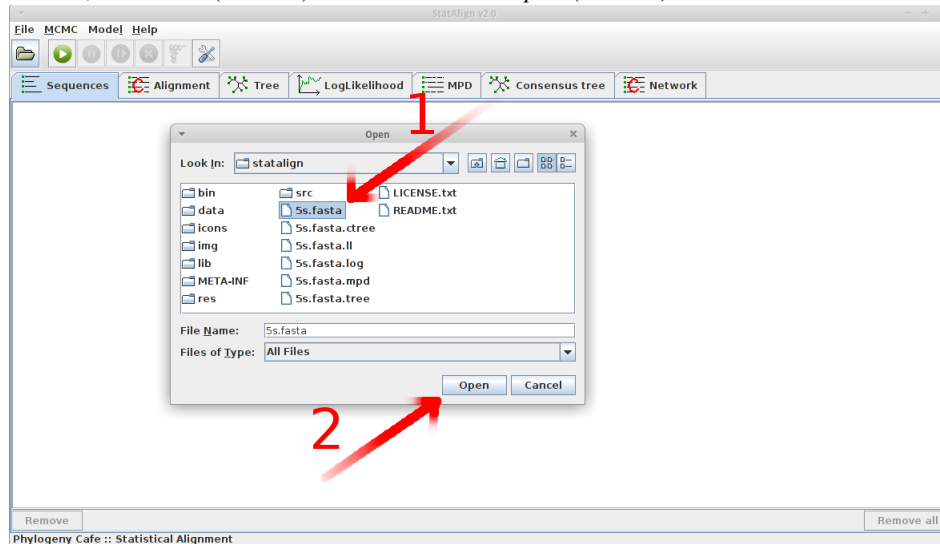 StatAlign v2.0
File MCMC Model Help
Sequences Alignment Tree LogLikelihood MPD Consensus tree Network
1
Open
Look In: statalign
bin src LICENSE.txt
data 5s.fasta README.txt
icons 5s.fasta.ctree
img 5s.fasta.ll
lib 5s.fasta.log
META-INF 5s.fasta.mpd
res 5s.fasta.tree
File Name: 5s.fasta
Files of Type: All Files
Open Cancel
2
Remove Remove all
Phylogeny Cafe :: Statistical Alignment